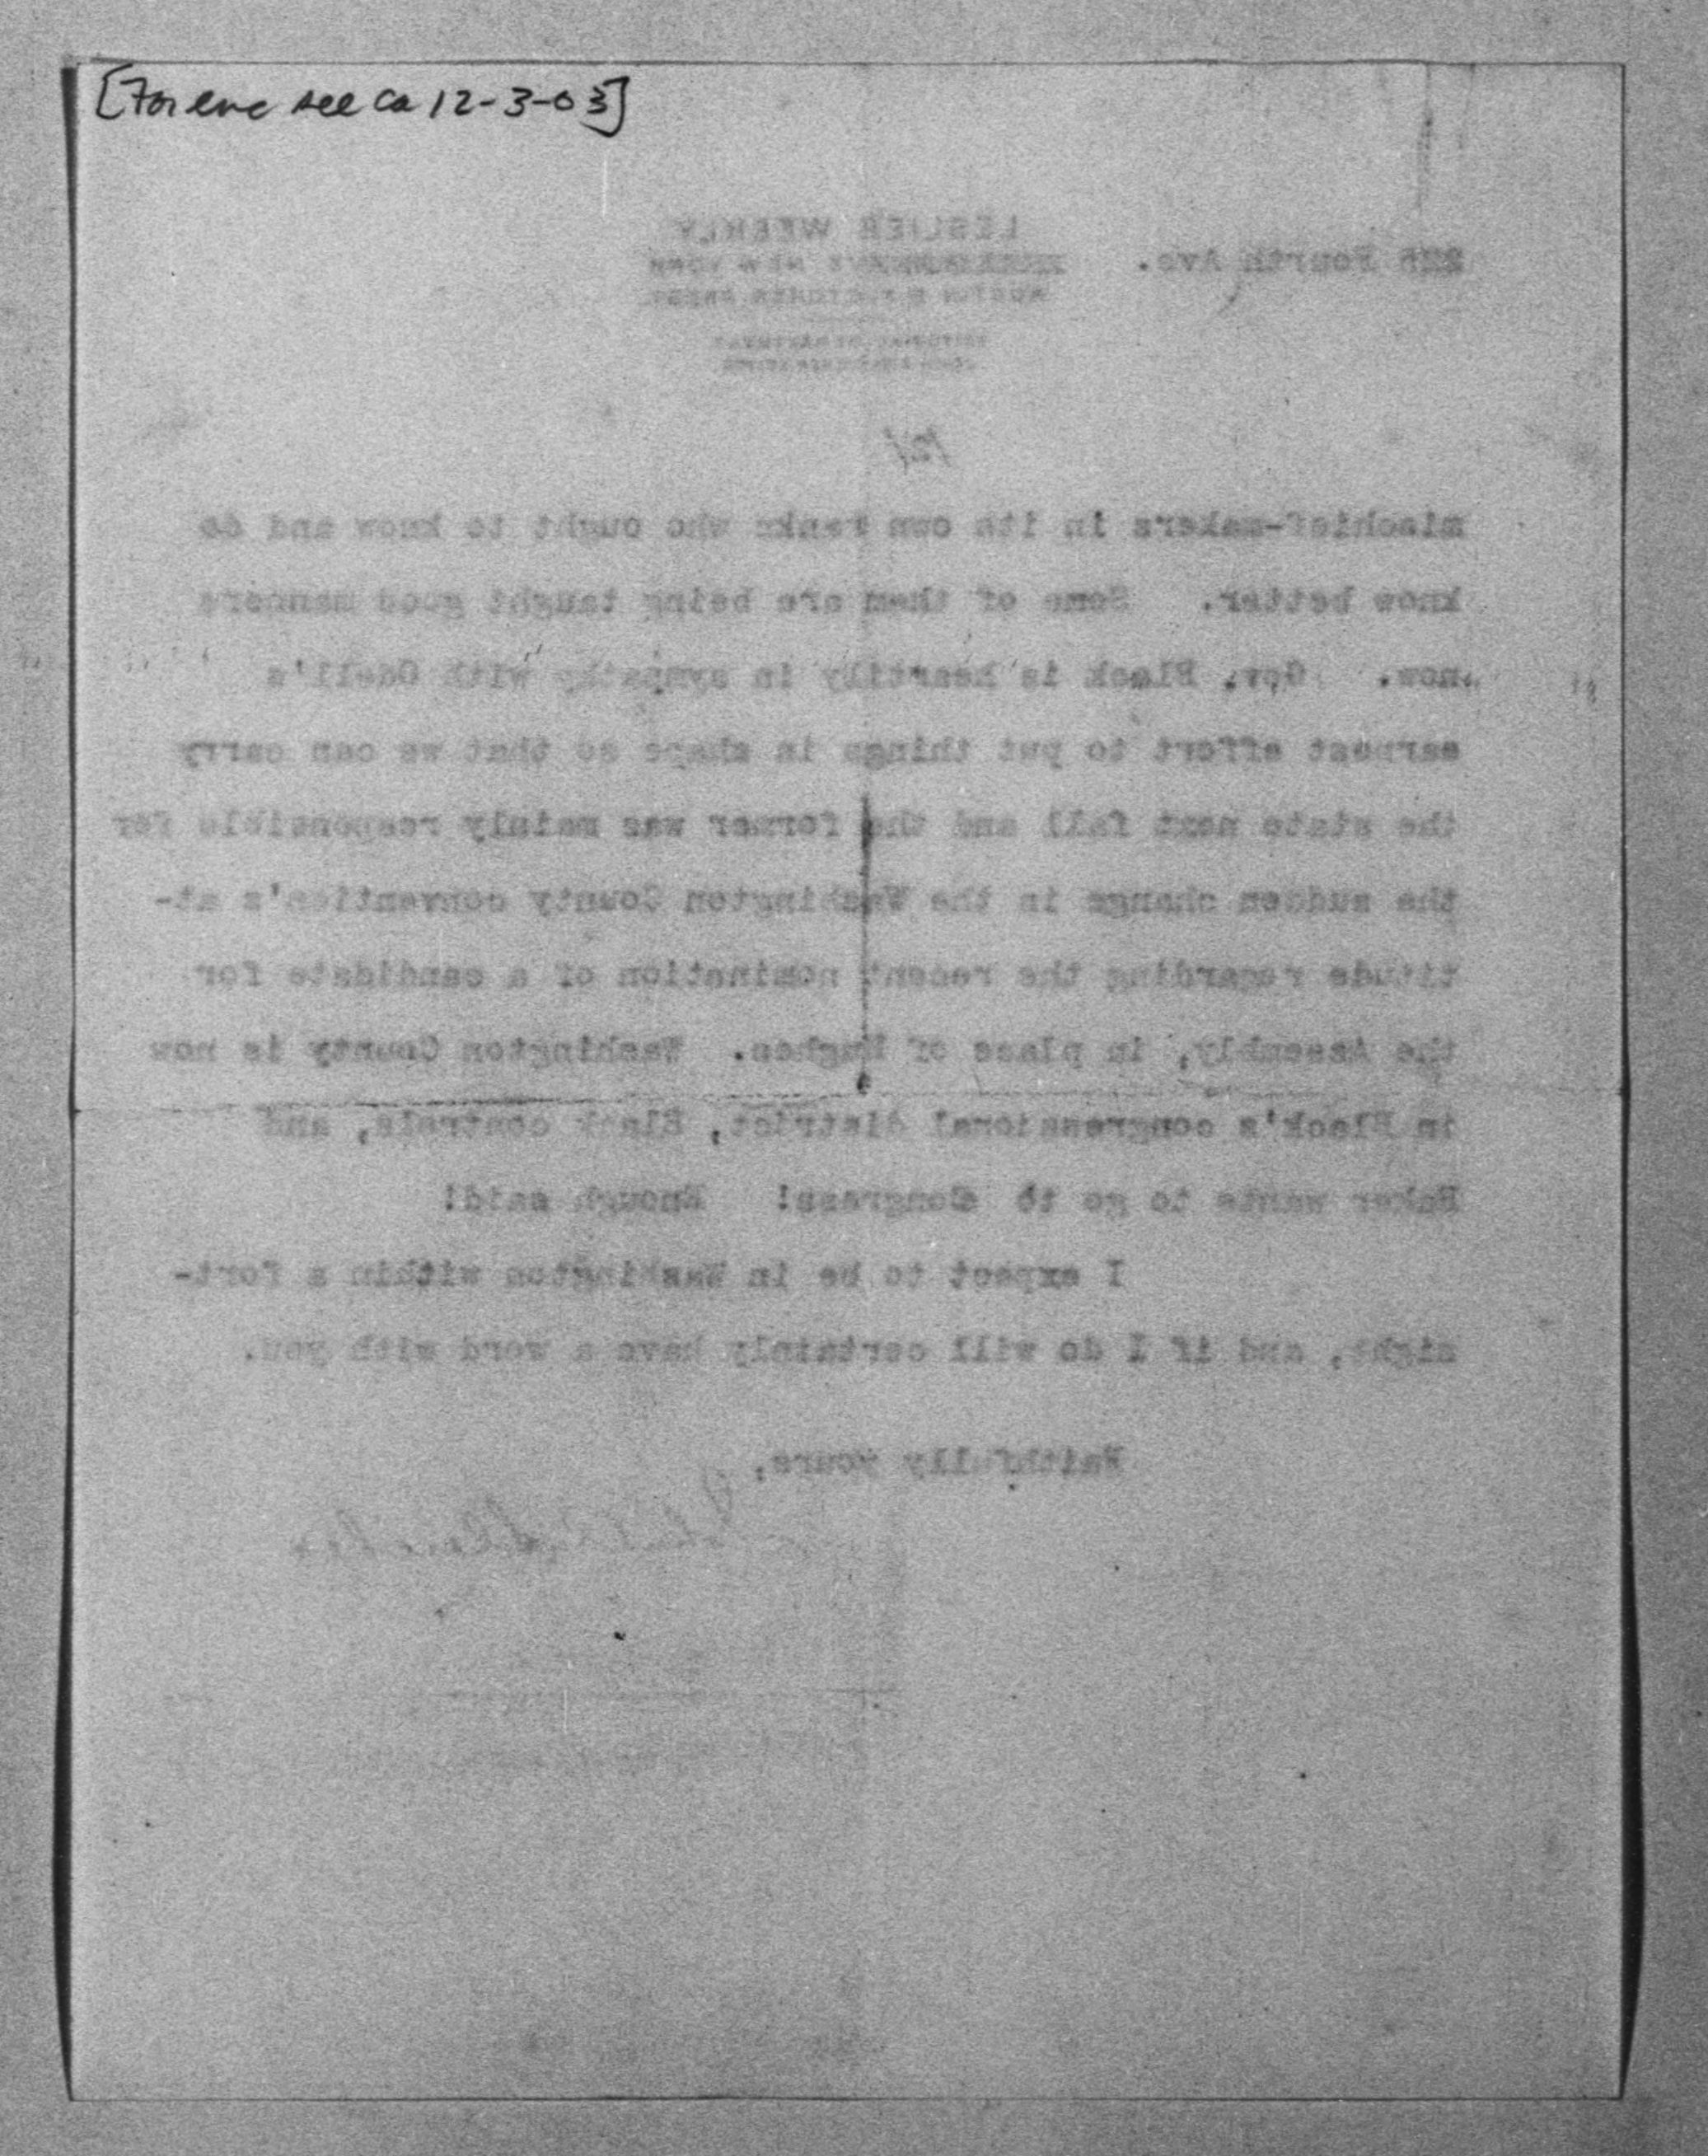 [For enc see ca 12-3-03]
225 Fourth Ave.
LESLIE'S WEEKLY
NEW YORK
EDITORIAL DEPARTMENT
mischief-makers in its own ranks who ought to know and do
know better. Some of them are being taught good manners
now. Gov. Black is heartily in sympathy with Odell's
earnest effort to put things in shape so that we can carry
the state next fall and the former was mainly responsible for
the sudden change in the Washington County convention's at-
titude regarding the recent nomination of a candidate for
the Assembly, in place of Hughes. Washington County is now
in Black's congressional district, Black controls, and
wants to go to Congress! Enough said!
I expect to be in Washington within a fort-
night, and if I do will certainly have a word with you.
Faithfully yours,